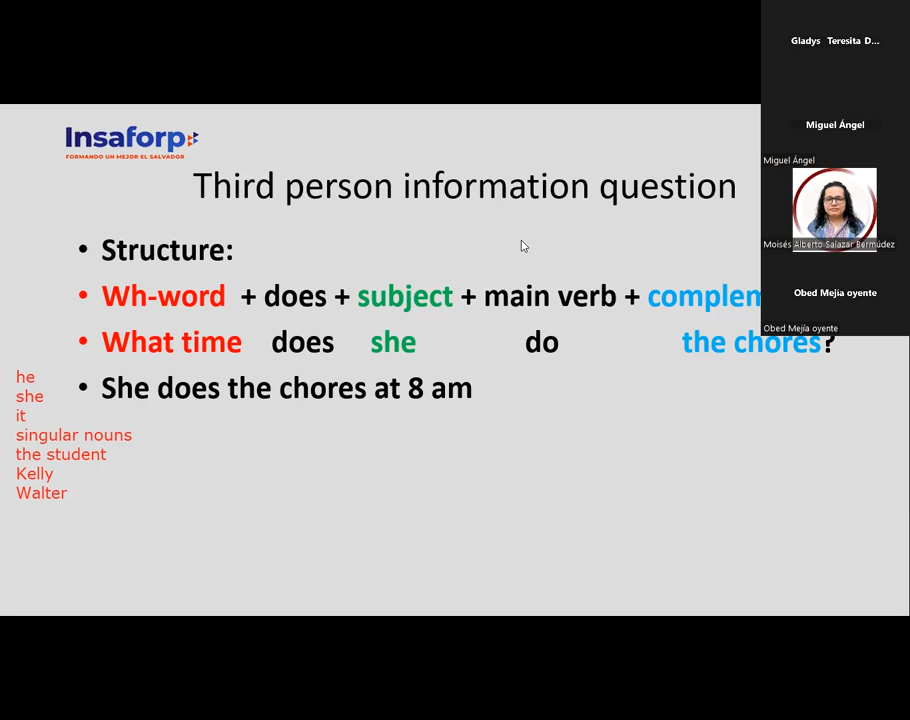 Gladys Teresita D...
Miguel Ángel
Miguel Ángel
Moisés Alberto Salazar Bermúdez
Obed Mejia oyente
Obed Mejía oyente
Insaforp
FORMANDO UN MEJOR EL SALVADOR
Third person information question
• Structure:
• Wh-word + does + subject + main verb + complem
• What time does she do the chores?
• She does the chores at 8 am
he
she
it
singular nouns
the student
Kelly
Walter